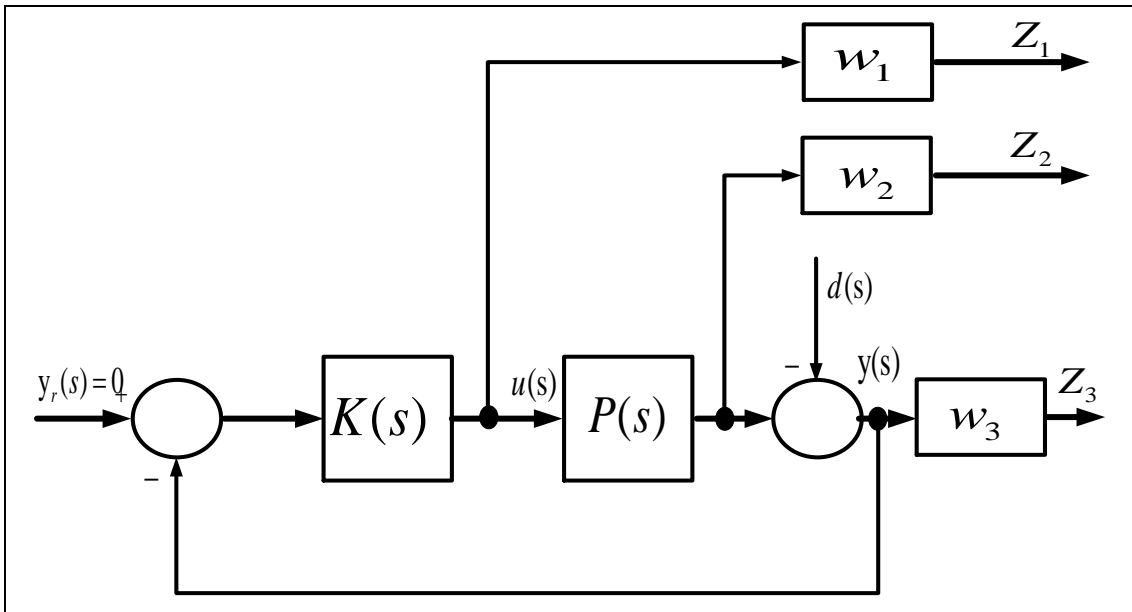 w₁ Z₁
w₂ Z₂
d(s)
-
yᵣ(s)=0
+
K(s)
u(s)
P(s)
y(s)
w₃ Z₃
-